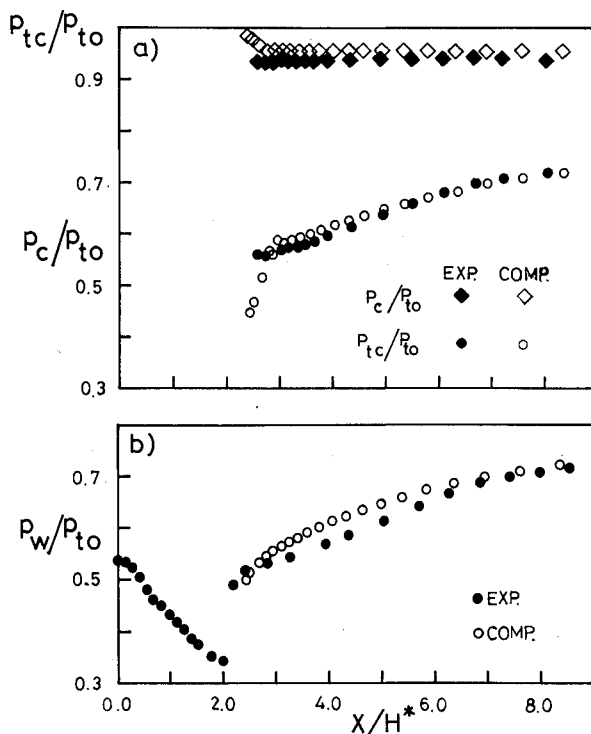 p_tc/p_to
a)
0.9
0.7
p_c/p_to
EXP. COMP.
P_c/P_to
0.5
P_tc/P_to
0.3
b)
0.7
p_w/p_to
0.5
EXP.
COMP.
0.3
0.0 2.0 4.0 6.0 8.0
X/H*